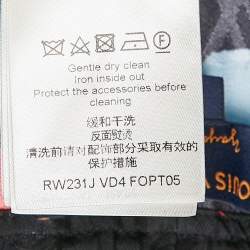 Gentle dry clean
Iron inside out
Protect the accessories before
cleaning
缓和干洗
反面熨烫
清洗前请对配饰部分采取有效的
保护措施
RW231J VD4 FOPT05